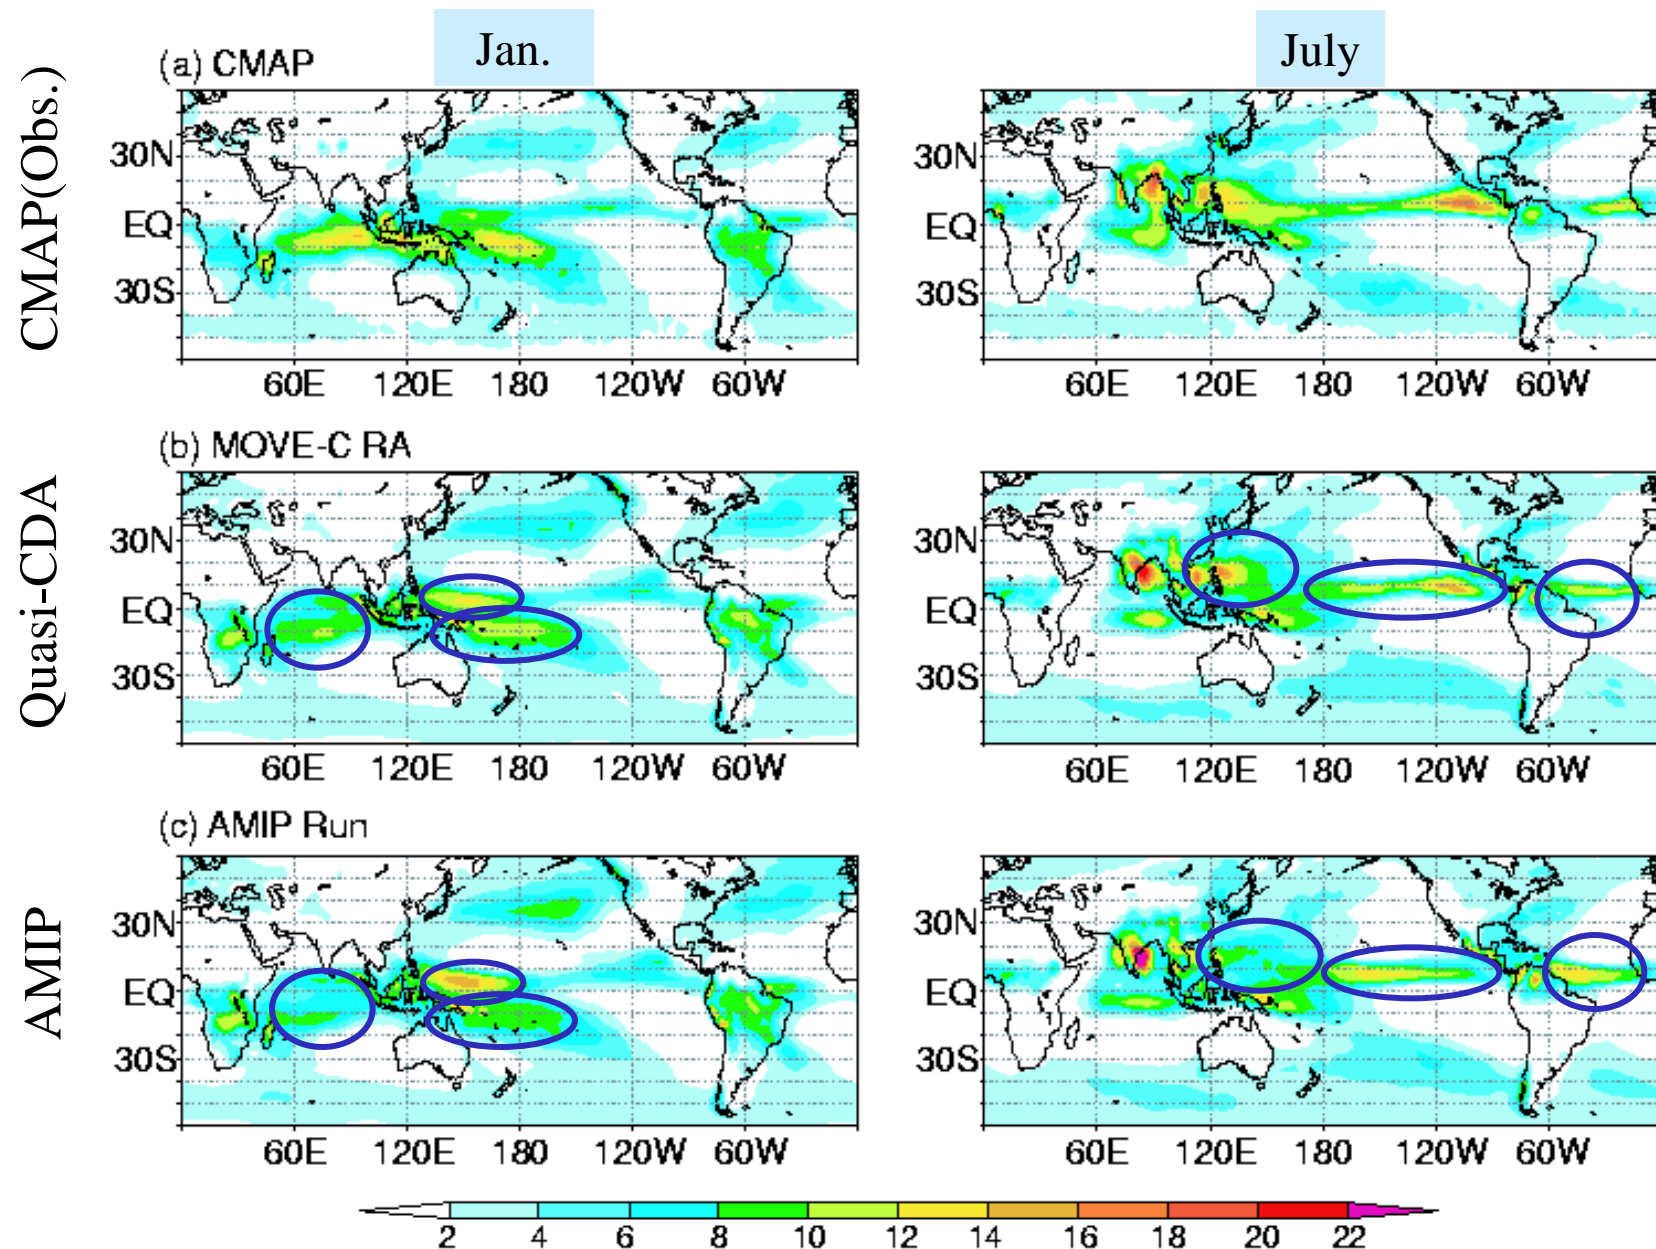 Jan.
July
CMAP(Obs.)
(a) CMAP
30N
EQ
30S
60E 120E 180 120W 60W
30N
EQ
30S
60E 120E 180 120W 60W
Quasi-CDA
(b) MOVE-C RA
30N
EQ
30S
60E 120E 180 120W 60W
30N
EQ
30S
60E 120E 180 120W 60W
AMIP
(c) AMIP Run
30N
EQ
30S
60E 120E 180 120W 60W
30N
EQ
30S
60E 120E 180 120W 60W
2 4 6 8 10 12 14 16 18 20 22